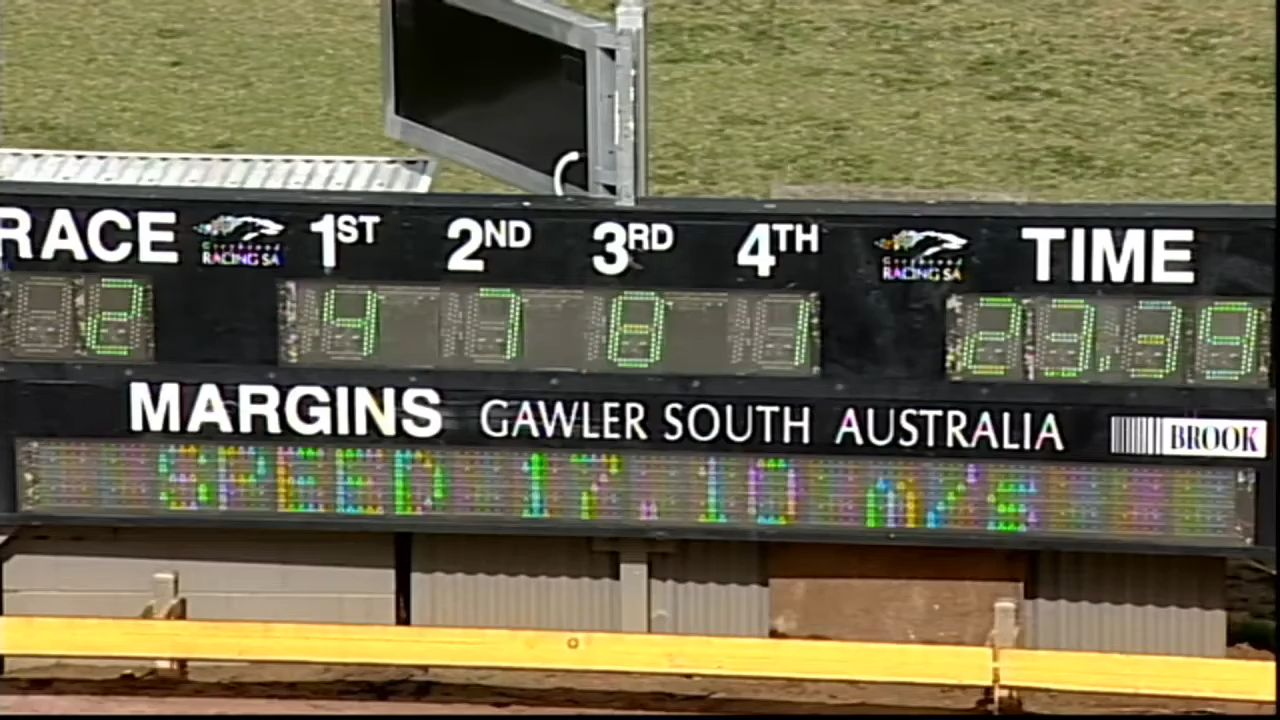 RACE Greyhound RACING SA 1ST 2ND 3RD 4TH Greyhound RACING SA TIME
2 4 7 8 1 23.39
MARGINS GAWLER SOUTH AUSTRALIA BROOK
SPEED 17.10 m/s